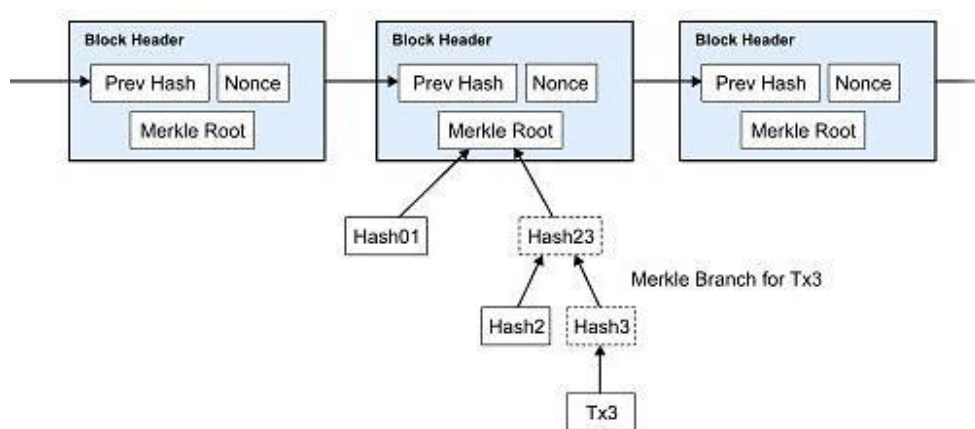 Block Header
Block Header
Block Header
Prev Hash
Nonce
Prev Hash
Nonce
Prev Hash
Nonce
Merkle Root
Merkle Root
Merkle Root
Hash01
Hash23
Merkle Branch for Tx3
Hash2
Hash3
Tx3